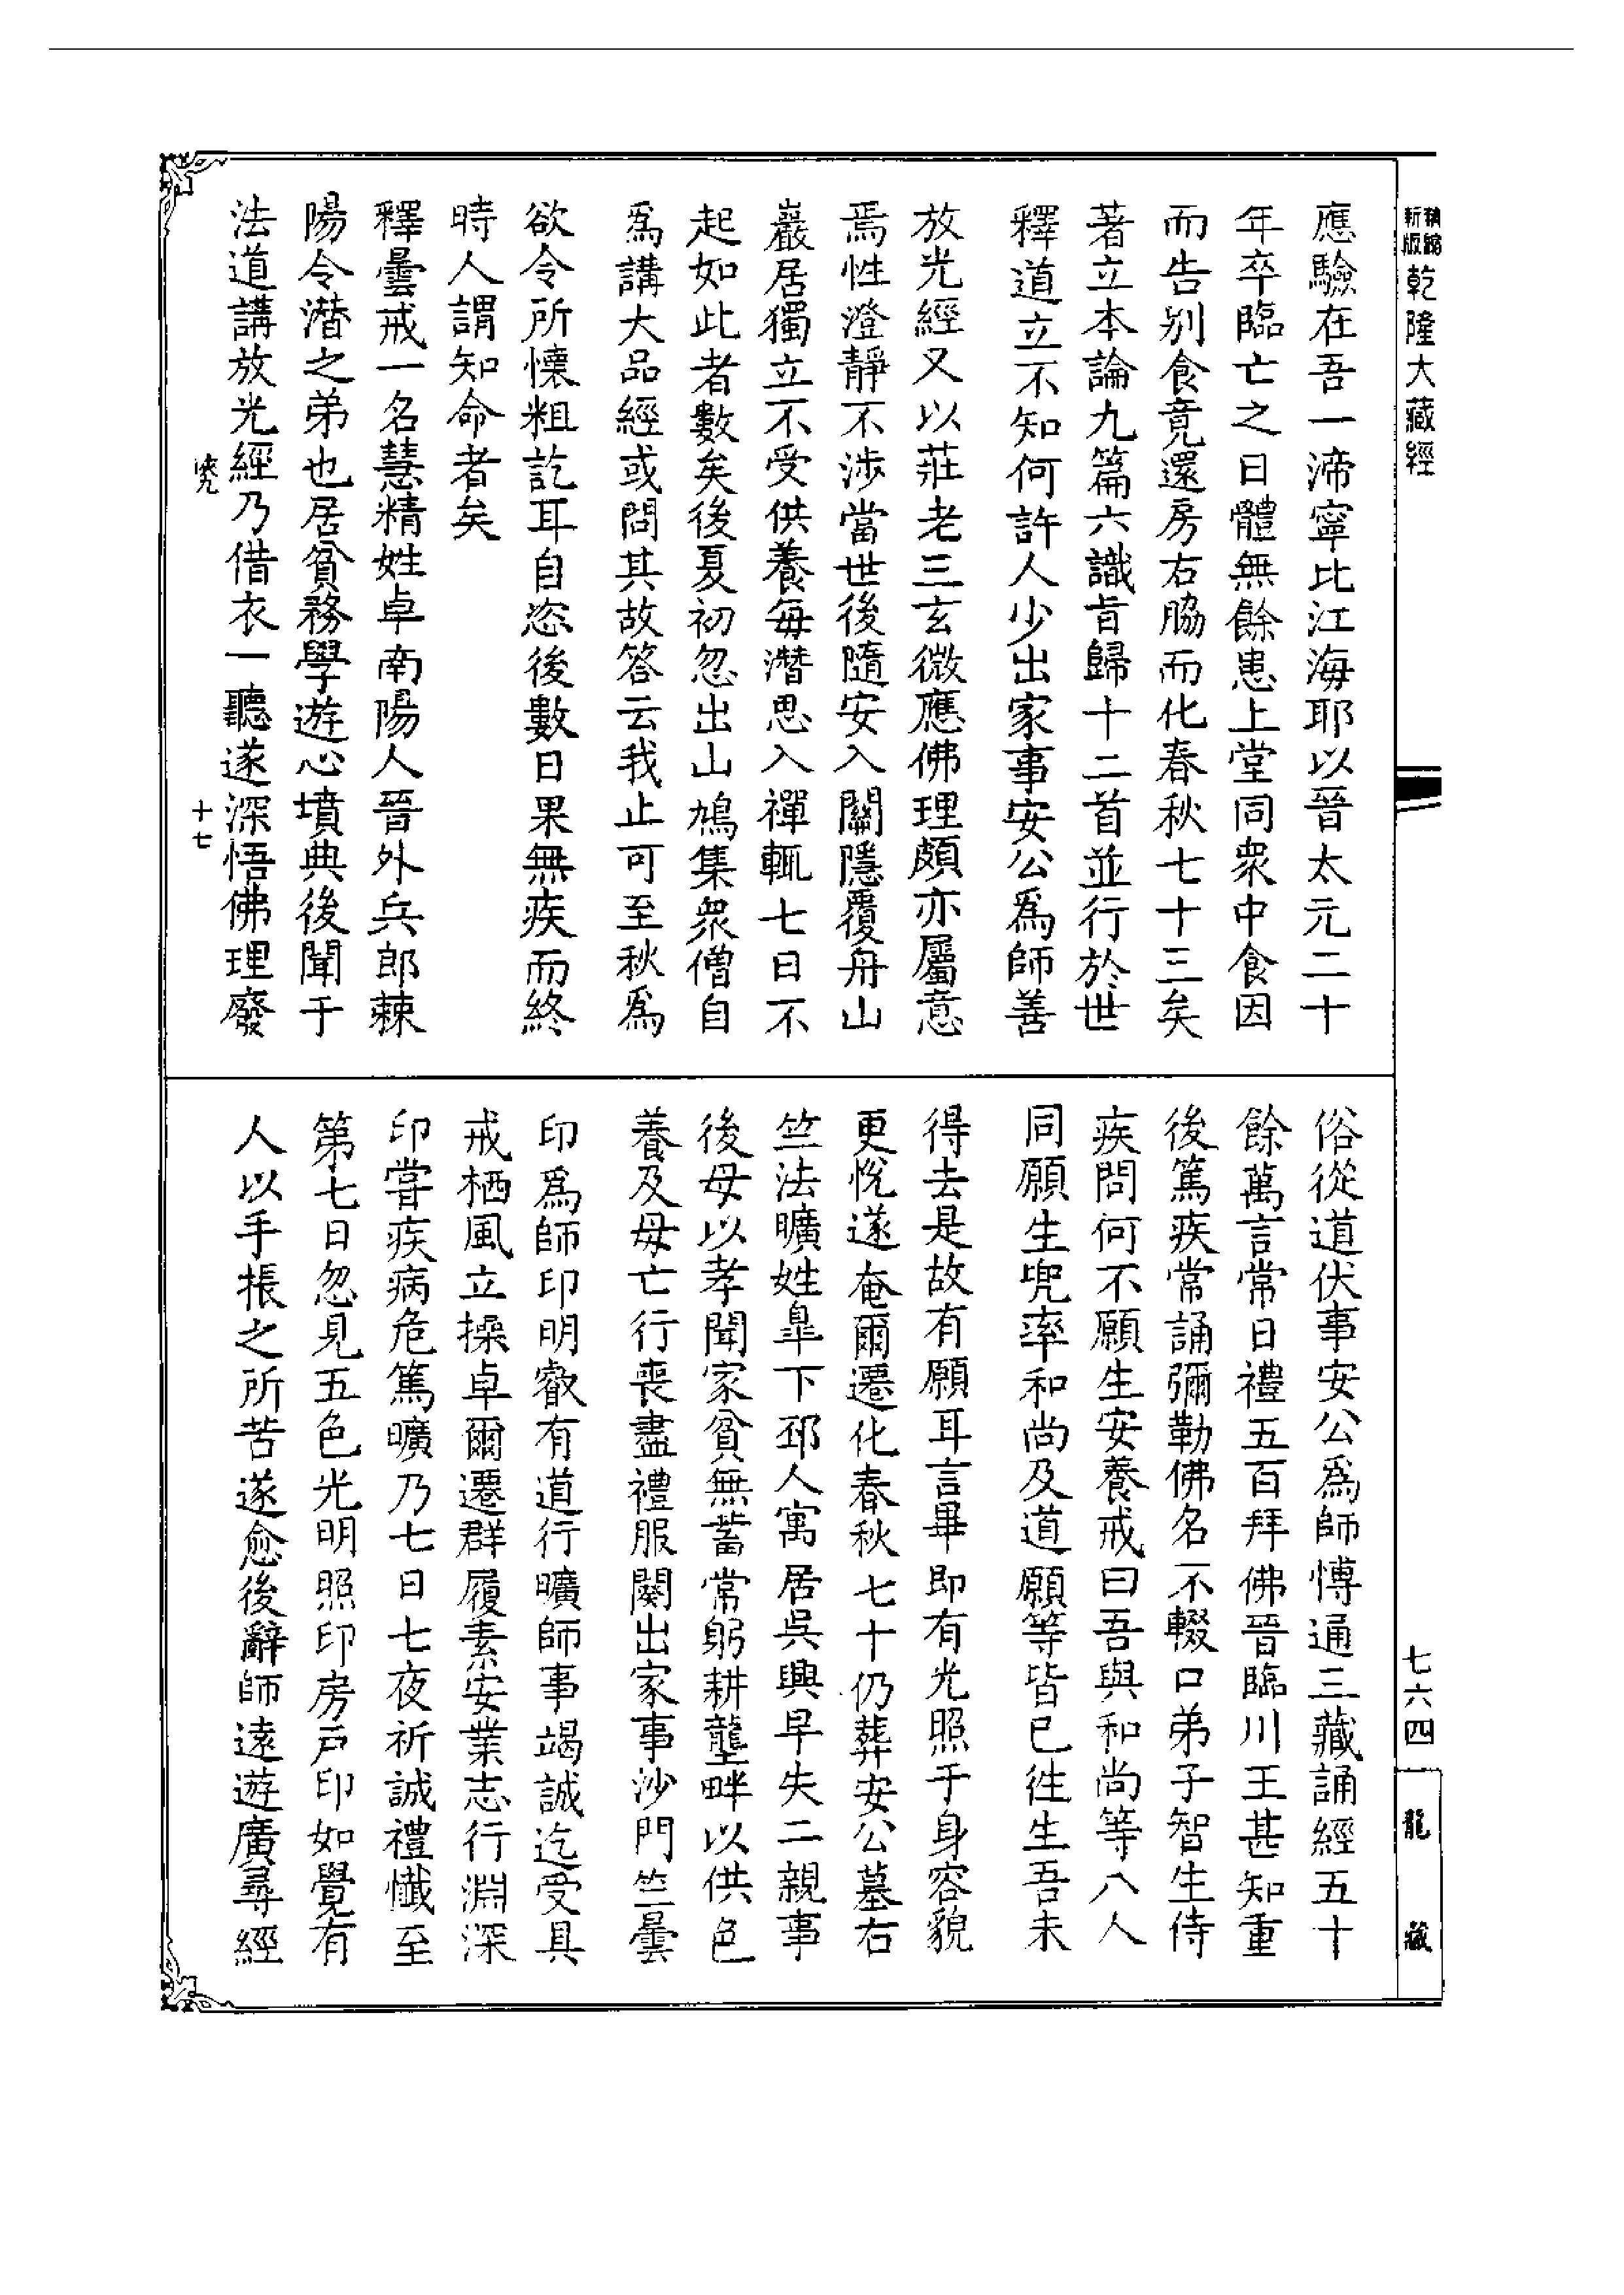 精縮
新版
乾隆大藏經
應驗在吾一渧寧比江海耶以晉太元二十
年卒臨亡之日體無餘患上堂同衆中食因
而告别食竟還房右脇而化春秋七十三矣
著立本論九篇六識旨歸十二首並行於世
釋道立不知何許人少出家事安公爲師善
放光經又以莊老三玄微應佛理頗亦屬意
焉性澄靜不涉當世後隨安入關隱覆舟山
巖居獨立不受供養每潛思入禪輒七日不
起如此者數矣後夏初忽出山鳩集衆僧自
爲講大品經或問其故答云我止可至秋爲
欲令所懷粗訖耳自恣後數日果無疾而終
時人謂知命者矣
釋曇戒一名慧精姓卓南陽人晉外兵郎棘
陽令潛之弟也居貧務學遊心墳典後聞于
法道講放光經乃借衣一聽遂深悟佛理廢
十七
俗從道伏事安公爲師愽通三藏誦經五十
餘萬言常日禮五百拜佛晉臨川王甚知重
後篤疾常誦彌勒佛名不輟口弟子智生侍
疾問何不願生安養戒曰吾與和尚等八人
同願生兜率和尚及道願等皆已徃生吾未
得去是故有願耳言畢即有光照于身容貌
更悅遂奄爾遷化春秋七十仍葬安公墓右
竺法曠姓睾下邳人寓居吳興早失二親事
後母以孝聞家貧無蓄常躬耕壟畔以供色
養及母亡行喪盡禮服闋出家事沙門竺曇
印爲師印明叡有道行曠師事竭誠迄受具
戒栖風立操卓爾遷群履素安業志行淵深
印嘗疾病危篤曠乃七日七夜祈誠禮懺至
第七日忽見五色光明照印房戸印如覺有
人以手振之所苦遂愈後辭師遠遊廣尋經
七六四
龍藏